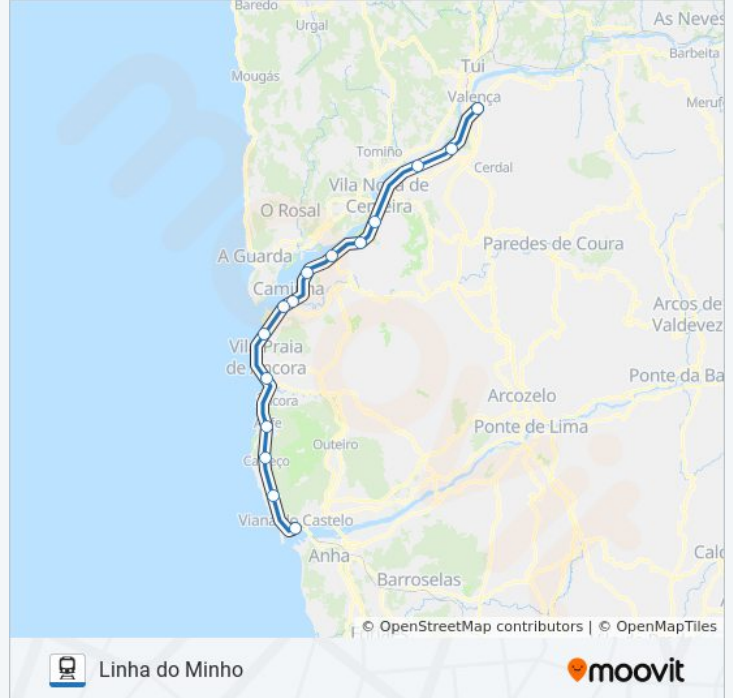 Baredo
Urgal
As Neves
Barbeita
Tui
Mougás
Valença
Tomiño
Cerdal
Vila Nova de
Cerveira
O Rosal
Paredes de Coura
A Guarda
Caminha
Arcos de
Valdevez
Vila Praia
de Âncora
Ponte da Ba
Arcozelo
Ponte de Lima
Outeiro
Viana do Castelo
Anha
Barroselas
© OpenStreetMap contributors | © OpenMapTiles
Linha do Minho
moovit